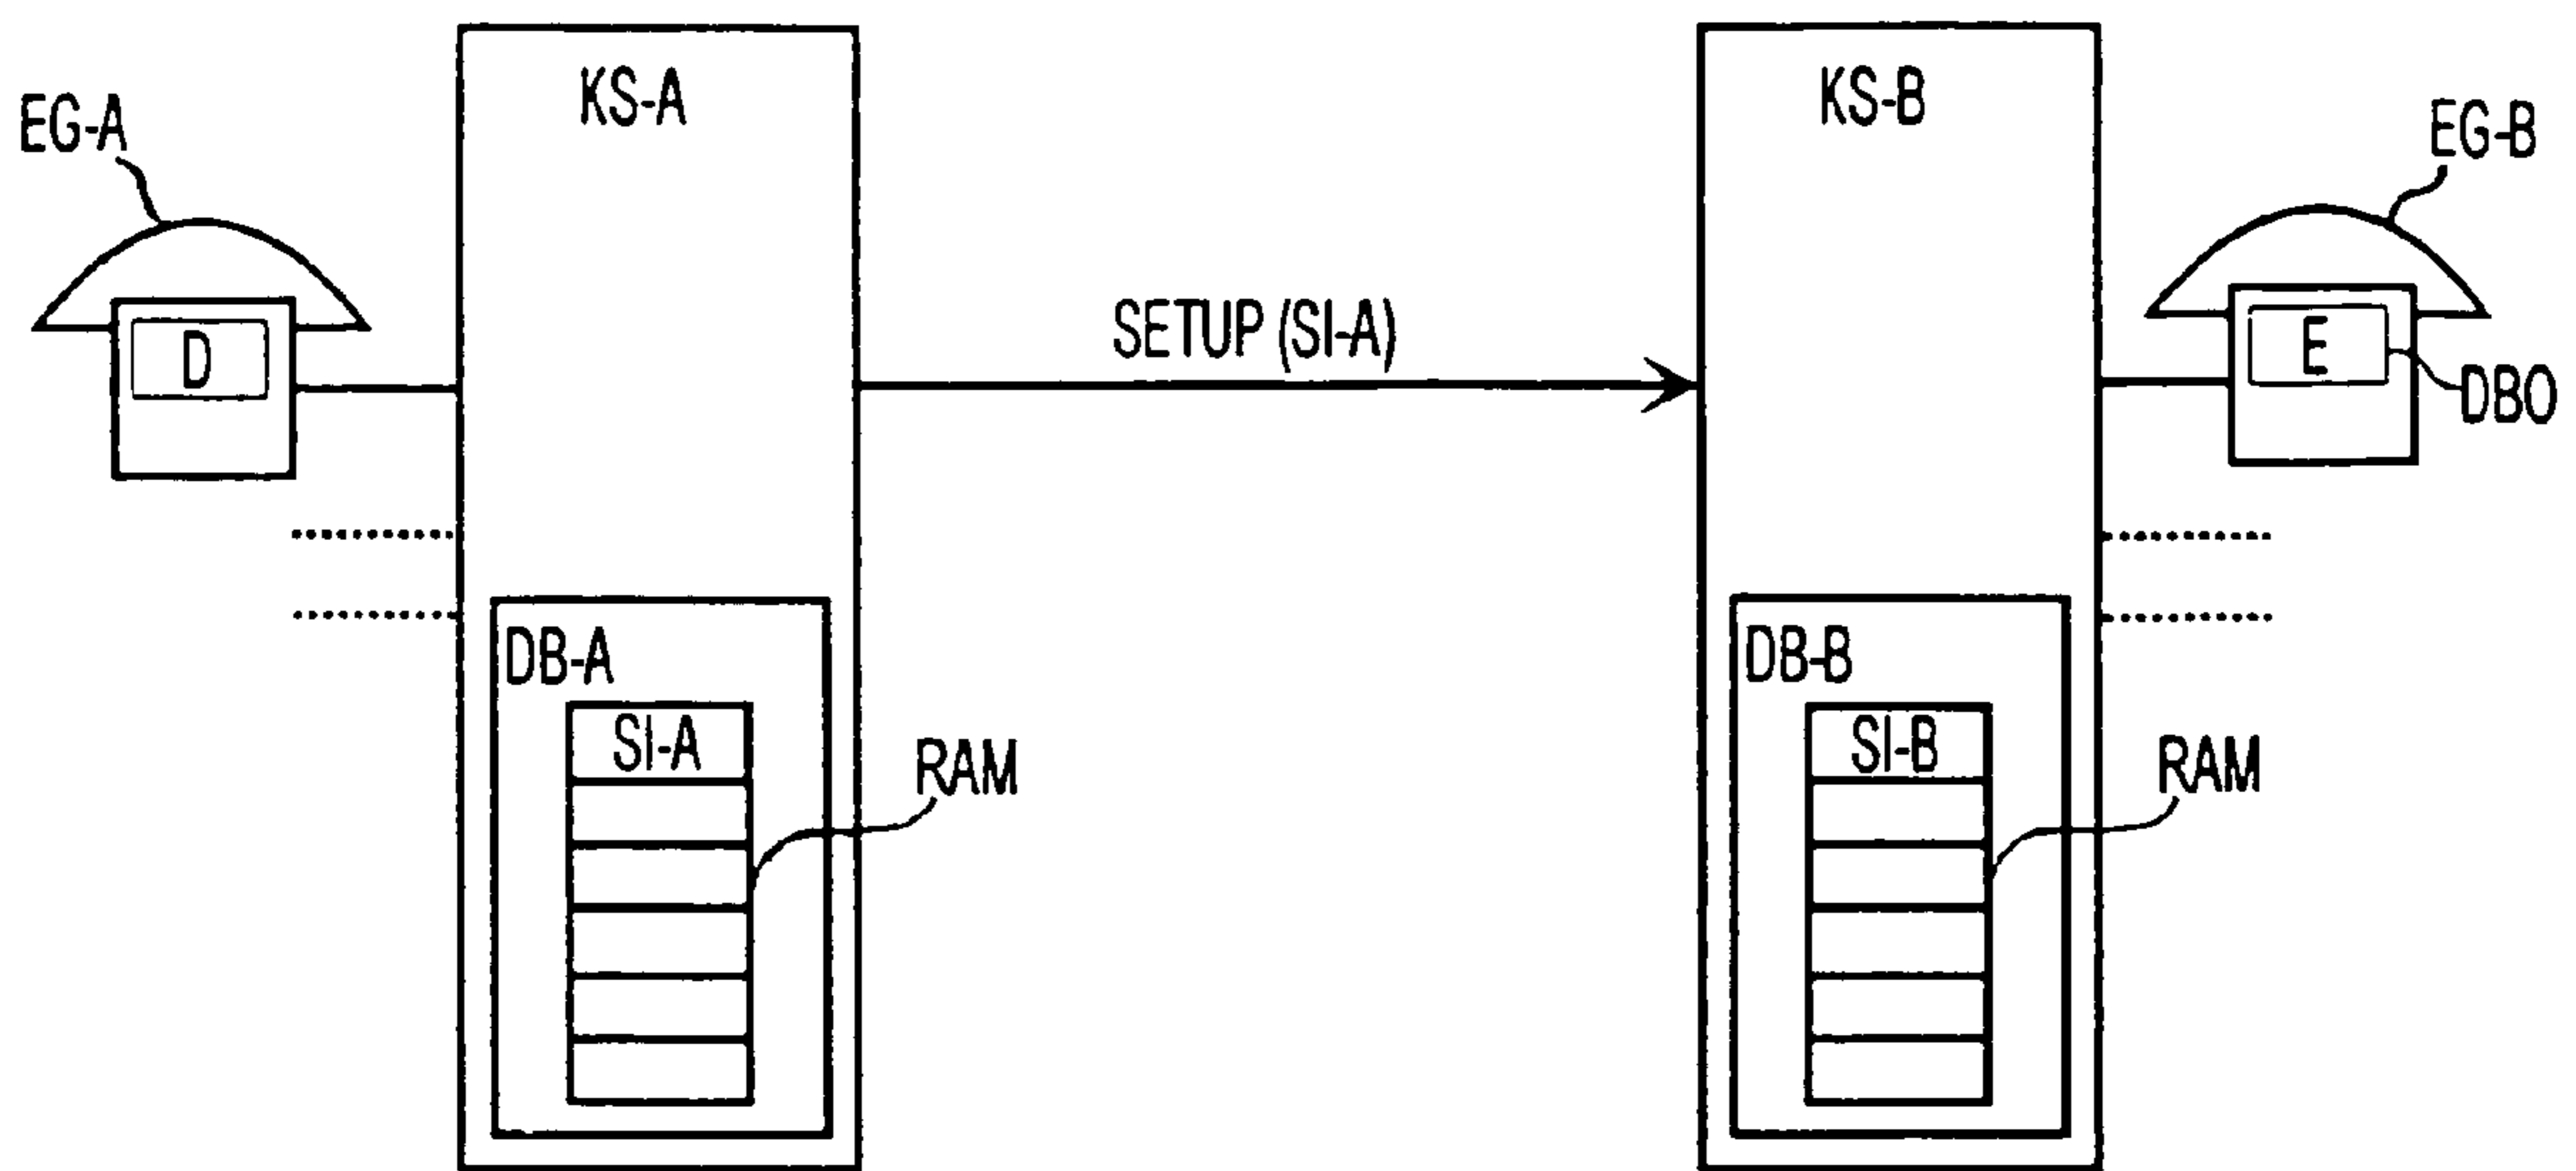 KS-A
KS-B
EG-A
EG-B
D
SETUP (SI-A)
E
DBO
DB-A
DB-B
SI-A
SI-B
RAM
RAM